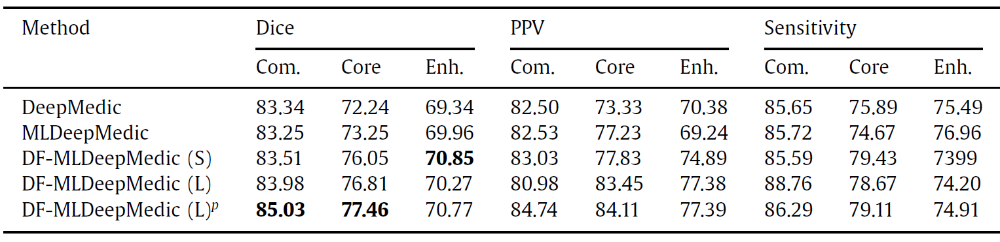 Method Dice PPV Sensitivity
Com. Core Enh. Com. Core Enh. Com. Core Enh.
DeepMedic 83.34 72.24 69.34 82.50 73.33 70.38 85.65 75.89 75.49
MLDeepMedic 83.25 73.25 69.96 82.53 77.23 69.24 85.72 74.67 76.96
DF-MLDeepMedic (S) 83.51 76.05 70.85 83.03 77.83 74.89 85.59 79.43 7399
DF-MLDeepMedic (L) 83.98 76.81 70.27 80.98 83.45 77.38 88.76 78.67 74.20
DF-MLDeepMedic (L)p 85.03 77.46 70.77 84.74 84.11 77.39 86.29 79.11 74.91